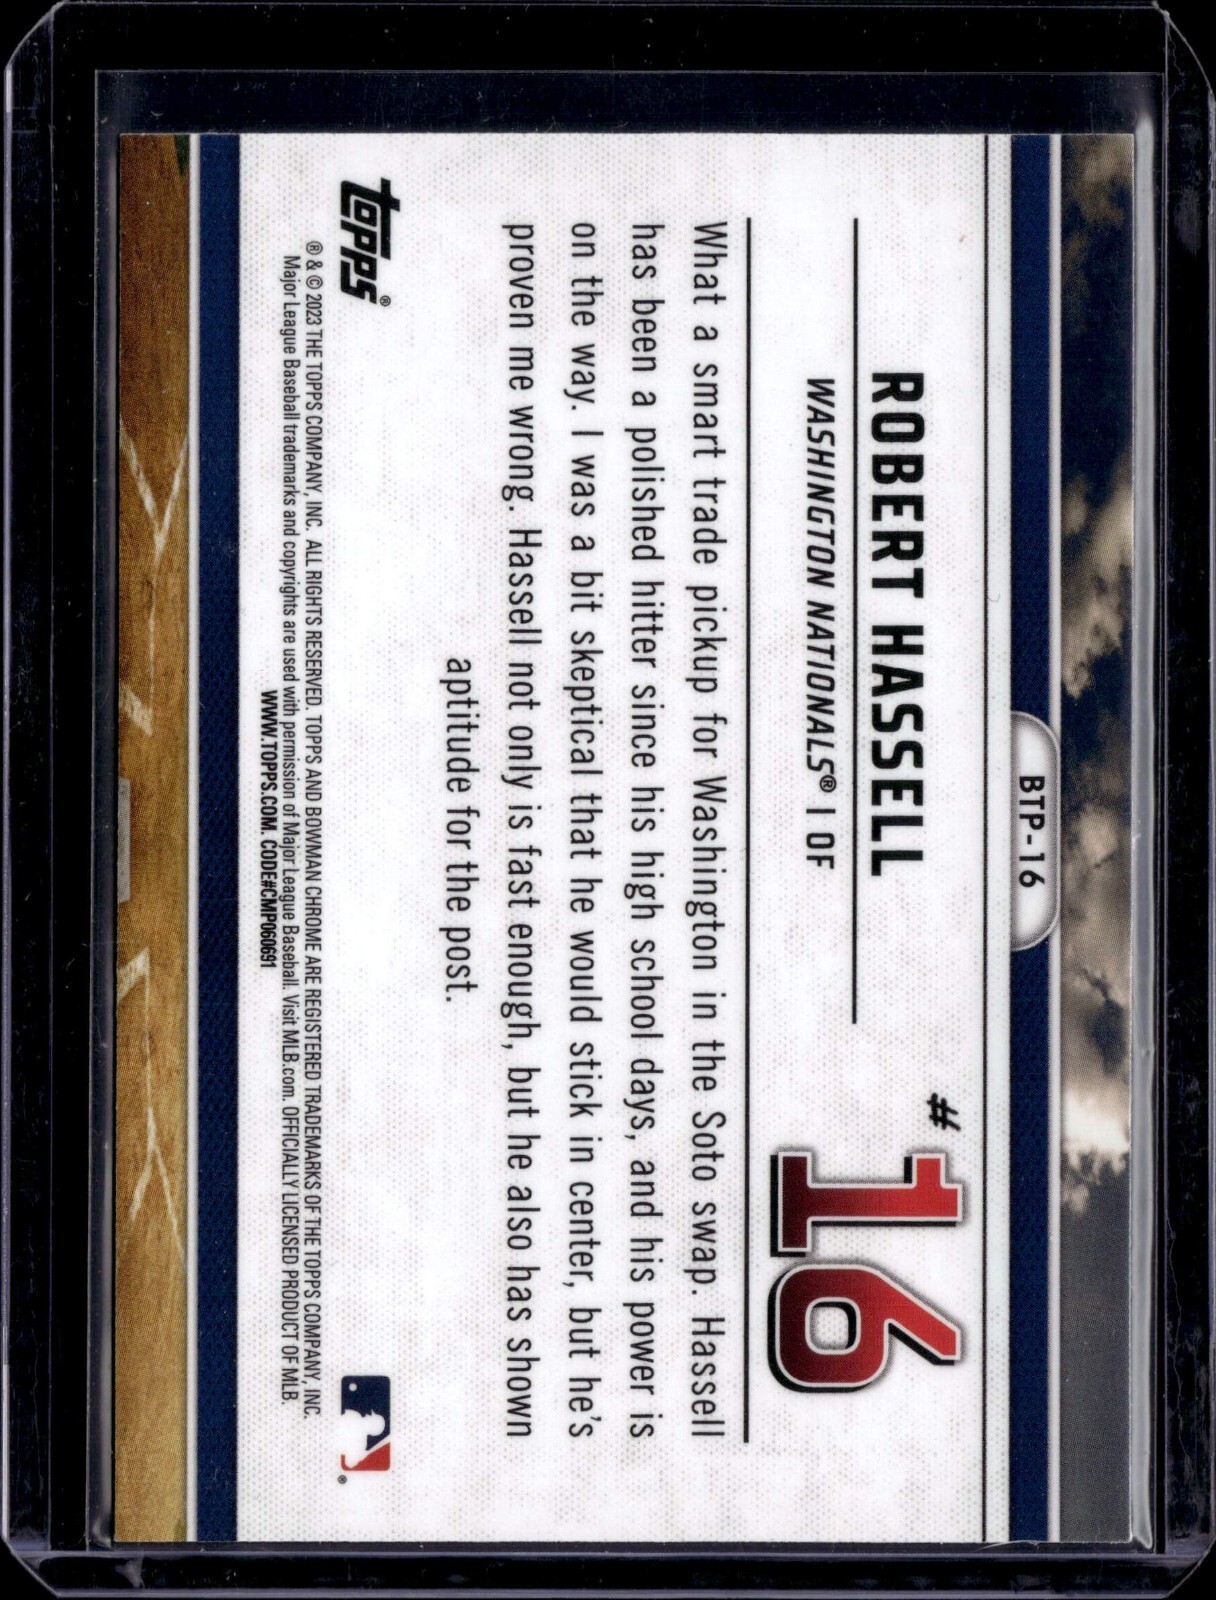 BTP-16
ROBERT HASSELL
WASHINGTON NATIONALS® | OF
#16
What a smart trade pickup for Washington in the Soto swap. Hassell
has been a polished hitter since his high school days, and his power is
on the way. I was a bit skeptical that he would stick in center, but he's
proven me wrong. Hassell not only is fast enough, but he also has shown
aptitude for the post.
topps®
® & © 2023 THE TOPPS COMPANY, INC. ALL RIGHTS RESERVED. TOPPS AND BOWMAN CHROME ARE REGISTERED TRADEMARKS OF THE TOPPS COMPANY, INC.
Major League Baseball trademarks and copyrights are used with permission of Major League Baseball. Visit MLB.com. OFFICIALLY LICENSED PRODUCT OF MLB.
WWW.TOPPS.COM. CODE#CMP060691
®